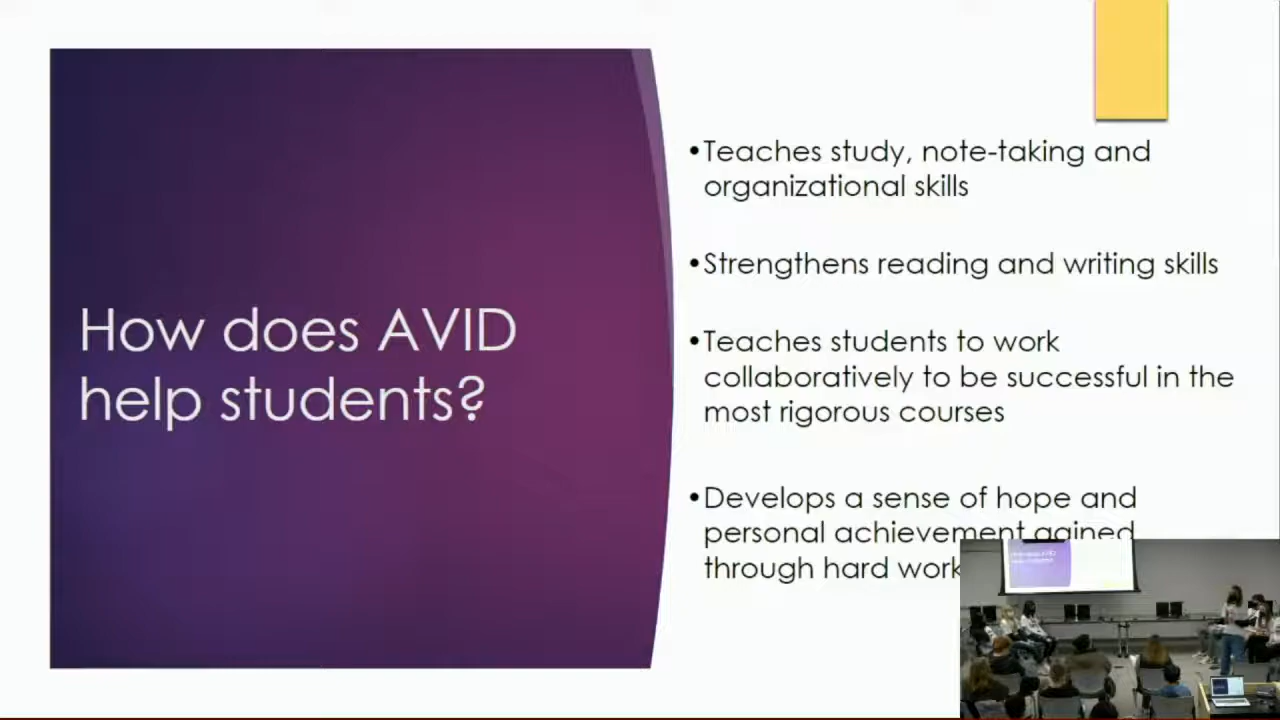 How does AVID
help students?
•Teaches study, note-taking and
organizational skills
•Strengthens reading and writing skills
•Teaches students to work
collaboratively to be successful in the
most rigorous courses
•Develops a sense of hope and
personal achievement gained
through hard work